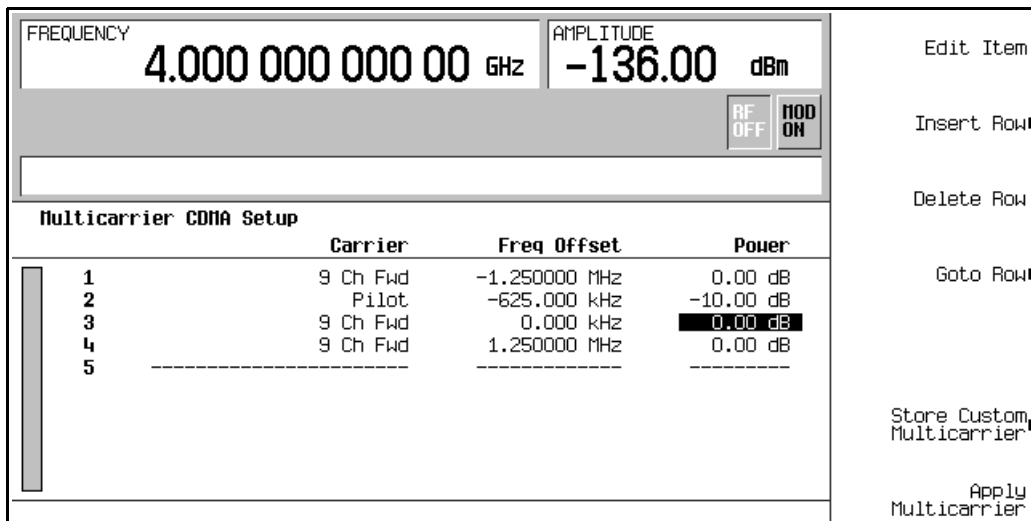 FREQUENCY
4.000 000 000 00 GHz
AMPLITUDE
-136.00 dBm
RF OFF
MOD ON
Multicarrier CDMA Setup
Carrier Freq Offset Power
1 9 Ch Fwd -1.250000 MHz 0.00 dB
2 Pilot -625.000 kHz -10.00 dB
3 9 Ch Fwd 0.000 kHz 0.00 dB
4 9 Ch Fwd 1.250000 MHz 0.00 dB
5 ----------------------- ------------- ---------
Edit Item
Insert Row
Delete Row
Goto Row
Store Custom
Multicarrier
Apply
Multicarrier